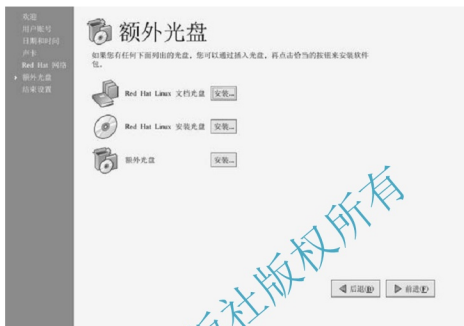 欢迎
用户账号
日期和时间
声卡
Red Hat 网络
额外光盘
结束设置
额外光盘
如果您有任何下面列出的光盘，您可以通过插入光盘，再点击恰当的按钮来安装软件
包。
Red Hat Linux 文档光盘 安装...
Red Hat Linux 安装光盘 安装...
额外光盘 安装...
社版权所有
后退(B) 前进(F)